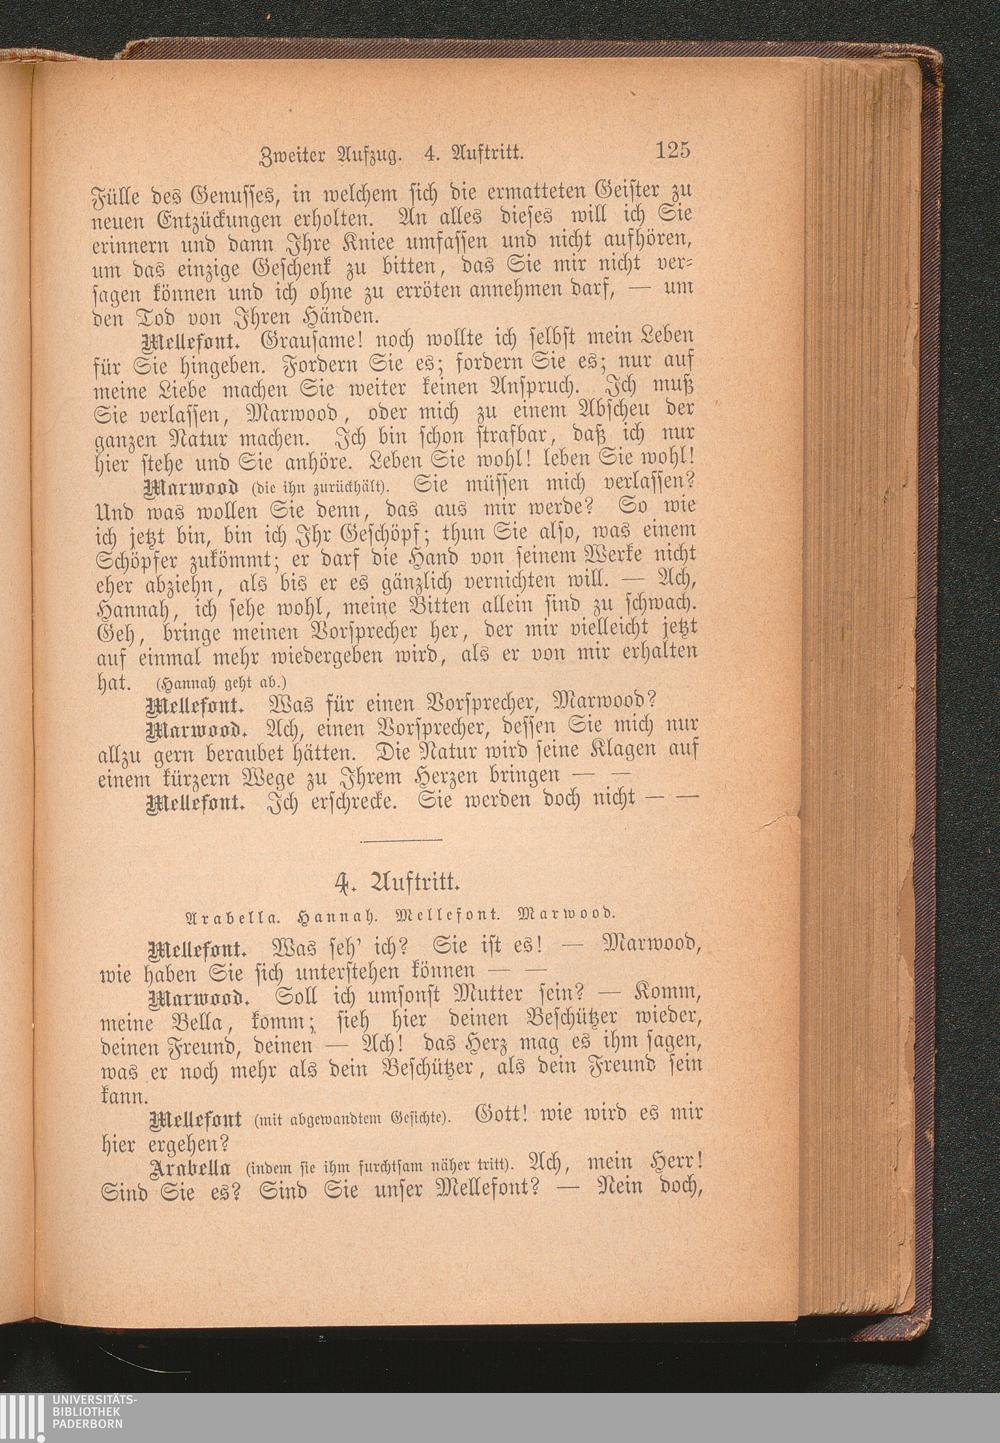 Zweiter Aufzug. 4. Auftritt. 125
Fülle des Genusses, in welchem sich die ermatteten Geister zu
neuen Entzückungen erholten. An alles dieses will ich Sie
erinnern und dann Ihre Kniee umfassen und nicht aufhören,
um das einzige Geschenk zu bitten, das Sie mir nicht ver-
sagen können und ich ohne zu erröten annehmen darf, — um
den Tod von Ihren Händen.
Mellefont. Grausame! noch wollte ich selbst mein Leben
für Sie hingeben. Fordern Sie es; fordern Sie es; nur auf
meine Liebe machen Sie weiter keinen Anspruch. Ich muß
Sie verlassen, Marwood, oder mich zu einem Abscheu der
ganzen Natur machen. Ich bin schon strafbar, daß ich nur
hier stehe und Sie anhöre. Leben Sie wohl! leben Sie wohl!
Marwood (die ihn zurückhält). Sie müssen mich verlassen?
Und was wollen Sie denn, das aus mir werde? So wie
ich jetzt bin, bin ich Ihr Geschöpf; thun Sie also, was einem
Schöpfer zukömmt; er darf die Hand von seinem Werke nicht
eher abziehn, als bis er es gänzlich vernichten will. — Ach,
Hannah, ich sehe wohl, meine Bitten allein sind zu schwach.
Geh, bringe meinen Vorsprecher her, der mir vielleicht jetzt
auf einmal mehr wiedergeben wird, als er von mir erhalten
hat. (Hannah geht ab.)
Mellefont. Was für einen Vorsprecher, Marwood?
Marwood. Ach, einen Vorsprecher, dessen Sie mich nur
allzu gern beraubet hätten. Die Natur wird seine Klagen auf
einem kürzern Wege zu Ihrem Herzen bringen — —
Mellefont. Ich erschrecke. Sie werden doch nicht — —
4. Auftritt.
Arabella. Hannah. Mellefont. Marwood.
Mellefont. Was seh' ich? Sie ist es! — Marwood,
wie haben Sie sich unterstehen können — —
Marwood. Soll ich umsonst Mutter sein? — Komm,
meine Bella, komm; sieh hier deinen Beschützer wieder,
deinen Freund, deinen — Ach! das Herz mag es ihm sagen,
was er noch mehr als dein Beschützer, als dein Freund sein
kann.
Mellefont (mit abgewandtem Gesichte). Gott! wie wird es mir
hier ergehen?
Arabella (indem sie ihm furchtsam näher tritt). Ach, mein Herr!
Sind Sie es? Sind Sie unser Mellefont? — Nein doch,
UNIVERSITÄTS-
BIBLIOTHEK
PADERBORN